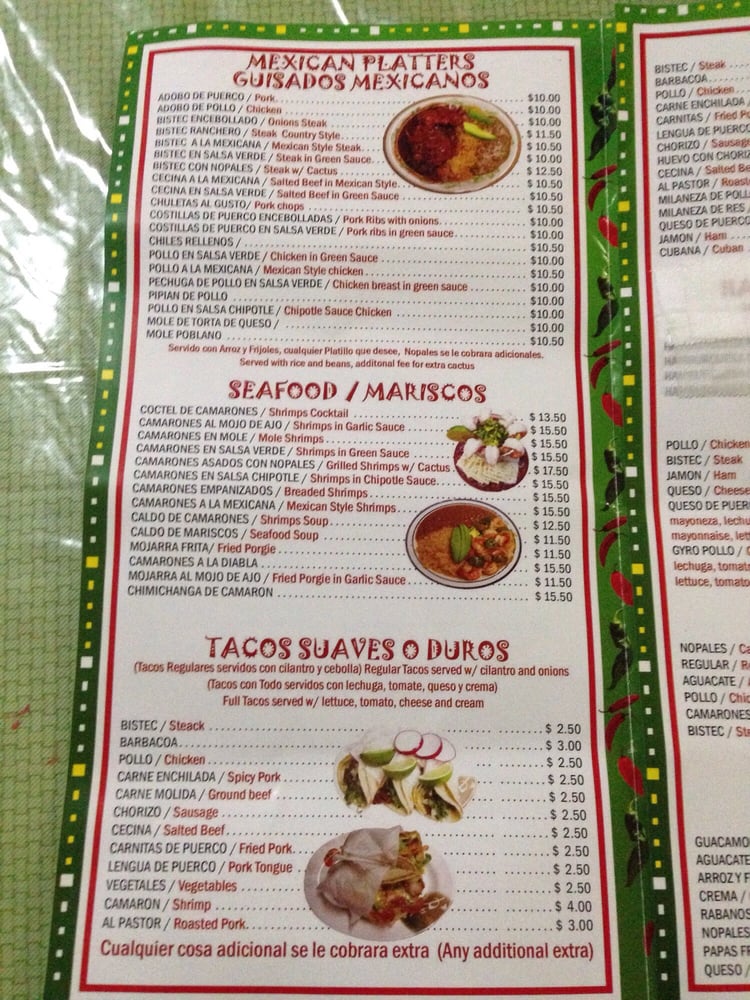 MEXICAN PLATTERS
GUISADOS MEXICANOS
ADOBO DE PUERCO / Pork $10.00
ADOBO DE POLLO / Chicken $10.00
BISTEC ENCEBOLLADO / Onions Steak $10.00
BISTEC RANCHERO / Steak Country Style $ 11.50
BISTEC A LA MEXICANA / Mexican Style Steak $ 10.50
BISTEC EN SALSA VERDE / Steak in Green Sauce $ 10.00
BISTEC CON NOPALES / Steak w/ Cactus $ 12.50
CECINA A LA MEXICANA / Salted Beef in Mexican Style $ 10.50
CECINA EN SALSA VERDE / Salted Beef in Green Sauce $ 10.50
CHULETAS AL GUSTO/ Pork chops $ 10.50
COSTILLAS DE PUERCO ENCEBOLLADAS / Pork Ribs with onions $10.00
COSTILLAS DE PUERCO EN SALSA VERDE / Pork ribs in green sauce $10.00
CHILES RELLENOS / $10.50
POLLO EN SALSA VERDE / Chicken in Green Sauce $10.00
POLLO A LA MEXICANA / Mexican Style chicken $10.50
PECHUGA DE POLLO EN SALSA VERDE / Chicken breast in green sauce $10.00
PIPIAN DE POLLO $10.00
POLLO EN SALSA CHIPOTLE / Chipotle Sauce Chicken $10.00
MOLE DE TORTA DE QUESO / $10.00
MOLE POBLANO $10.50
Servido con Arroz y Frijoles, cualquier Platillo que desee, Nopales se le cobrara adicionales.
Served with rice and beans, additonal fee for extra cactus
SEAFOOD / MARISCOS
COCTEL DE CAMARONES / Shrimps Cocktail $ 13.50
CAMARONES AL MOJO DE AJO / Shrimps in Garlic Sauce $ 15.50
CAMARONES EN MOLE / Mole Shrimps $ 15.50
CAMARONES EN SALSA VERDE / Shrimps in Green Sauce $ 15.50
CAMARONES ASADOS CON NOPALES / Grilled Shrimps w/ Cactus $ 17.50
CAMARONES EN SALSA CHIPOTLE / Shrimps in Chipotle Sauce $ 15.50
CAMARONES EMPANIZADOS / Breaded Shrimps $ 15.50
CAMARONES A LA MEXICANA / Mexican Style Shrimps $ 15.50
CALDO DE CAMARONES / Shrimps Soup $ 12.50
CALDO DE MARISCOS / Seafood Soup $ 11.50
MOJARRA FRITA/ Fried Porgie $ 11.50
CAMARONES A LA DIABLA $ 15.50
MOJARRA AL MOJO DE AJO / Fried Porgie in Garlic Sauce $ 11.50
CHIMICHANGA DE CAMARON $ 15.50
TACOS SUAVES O DUROS
(Tacos Regulares servidos con cilantro y cebolla) Regular Tacos served w/ cilantro and onions
(Tacos con Todo servidos con lechuga, tomate, queso y crema)
Full Tacos served w/ lettuce, tomato, cheese and cream
BISTEC / Steack $ 2.50
BARBACOA $ 3.00
POLLO / Chicken $ 2.50
CARNE ENCHILADA / Spicy Pork $ 2.50
CARNE MOLIDA / Ground beef $ 2.50
CHORIZO / Sausage $ 2.50
CECINA / Salted Beef $ 2.50
CARNITAS DE PUERCO / Fried Pork $ 2.50
LENGUA DE PUERCO / Pork Tongue $ 2.50
VEGETALES / Vegetables $ 2.50
CAMARON / Shrimp $ 4.00
AL PASTOR / Roasted Pork $ 3.00
Cualquier cosa adicional se le cobrara extra (Any additional extra)
BISTEC / Steak
BARBACOA
POLLO / Chicken
CARNE ENCHILADA
CARNITAS / Fried
LENGUA DE PUERCO
CHORIZO / Sausage
HUEVO CON
CECINA / Salted
AL PASTOR /
MILANEZA DE
MILANEZA DE RES
QUESO DE PUERCO
JAMON / Ham
CUBANA / Cuban
POLLO / Chicken
BISTEC / Steak
JAMON / Ham
QUESO / Cheese
QUESO DE
mayoneza,
mayonnaise,
GYRO POLLO /
lechuga,
lettuce,
NOPALES /
REGULAR /
AGUACATE /
POLLO /
CAMARONES
BISTEC /
AGUACATE
ARROZ Y
CREMA /
RABANOS
NOPALES
PAPAS
QUESO /